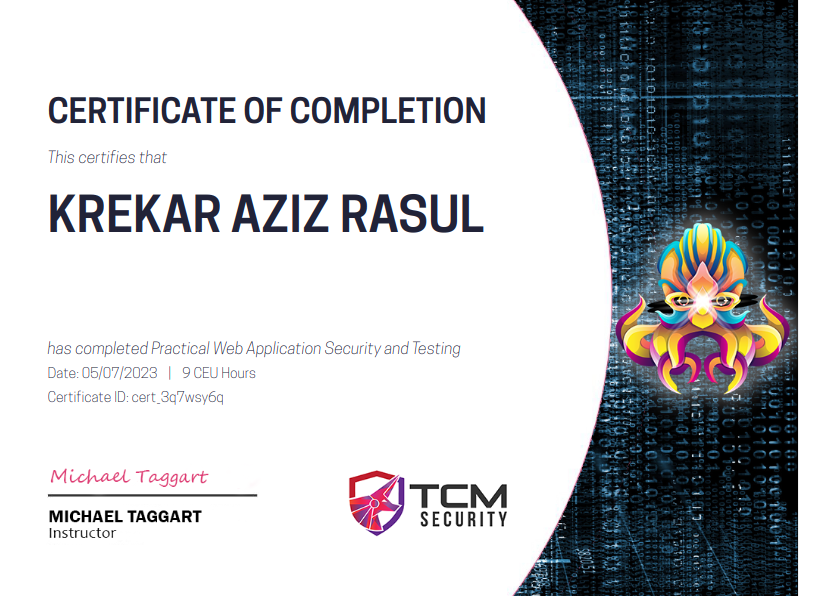 CERTIFICATE OF COMPLETION
This certifies that
KREKAR AZIZ RASUL
has completed Practical Web Application Security and Testing
Date: 05/07/2023 | 9 CEU Hours
Certificate ID: cert_3q7wsy6q
Michael Taggart
MICHAEL TAGGART
Instructor
TCM
SECURITY